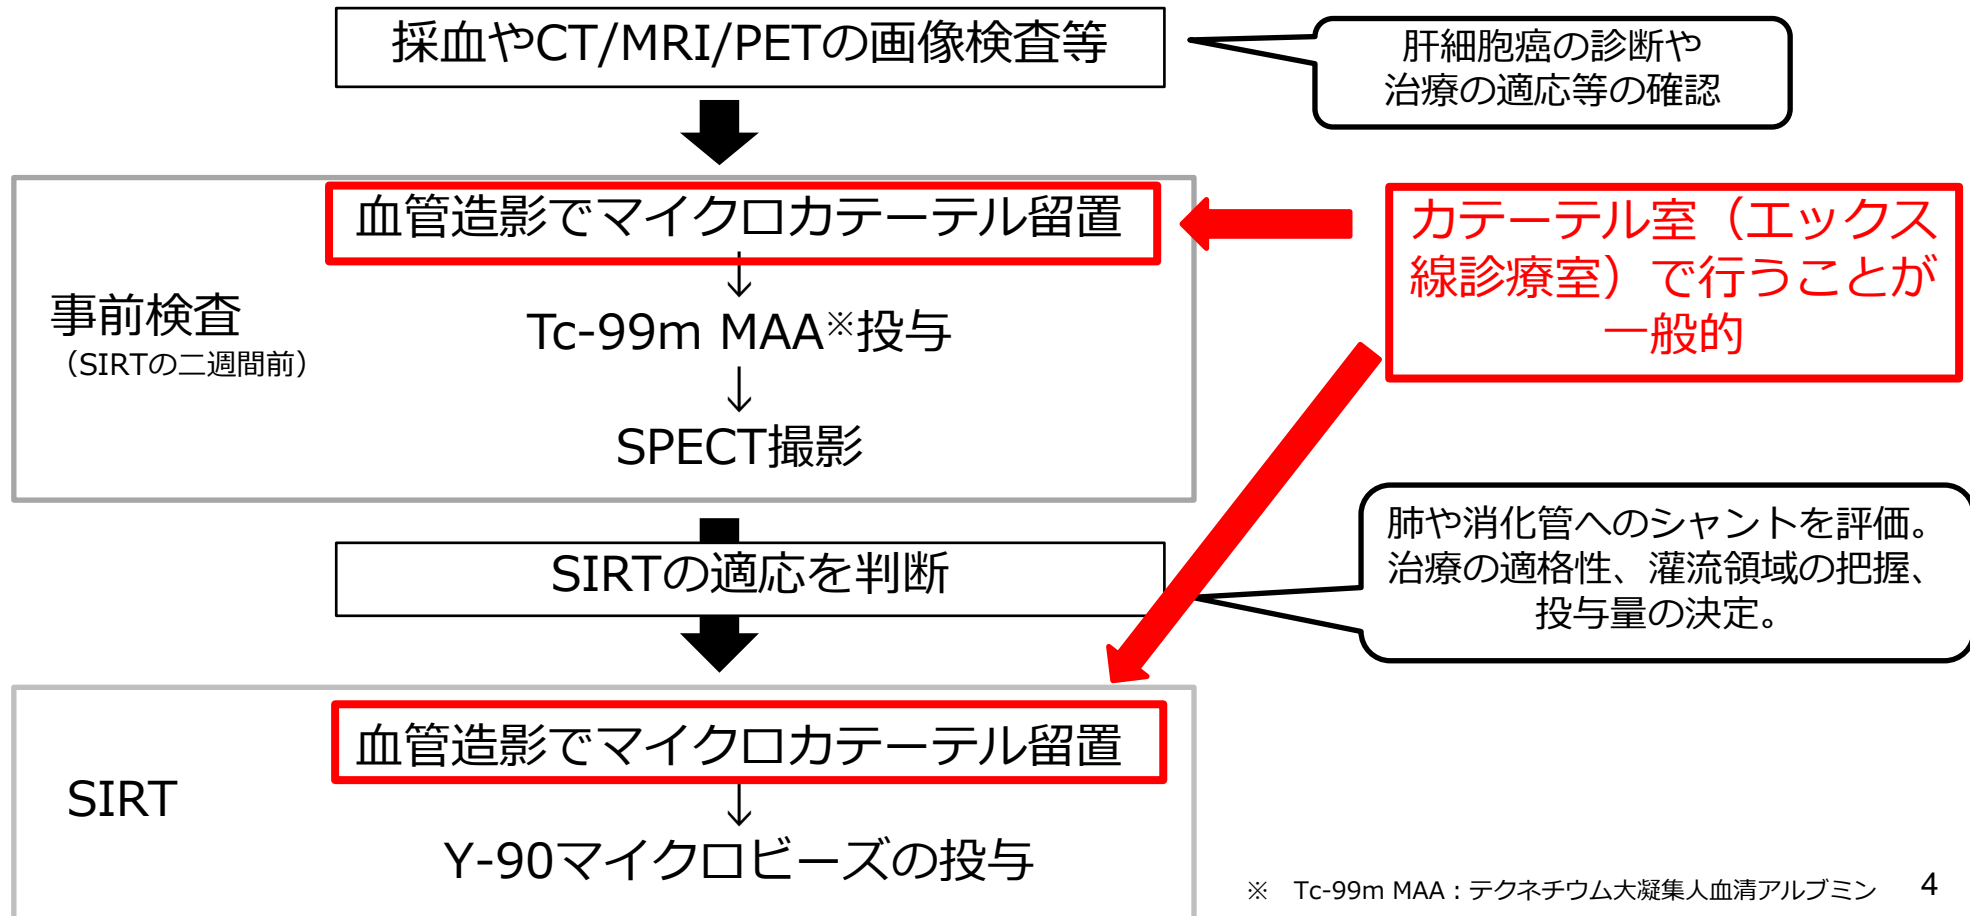 採血やCT/MRI/PETの画像検査等
肝細胞癌の診断や
治療の適応等の確認
血管造影でマイクロカテーテル留置
↓
Tc-99m MAA※投与
↓
SPECT撮影
事前検査
（SIRTの二週間前）
カテーテル室（エックス
線診療室）で行うことが
一般的
SIRTの適応を判断
肺や消化管へのシャントを評価。
治療の適格性、灌流領域の把握、
投与量の決定。
血管造影でマイクロカテーテル留置
↓
Y-90マイクロビーズの投与
SIRT
※　Tc-99m MAA：テクネチウム大凝集人血清アルブミン
4